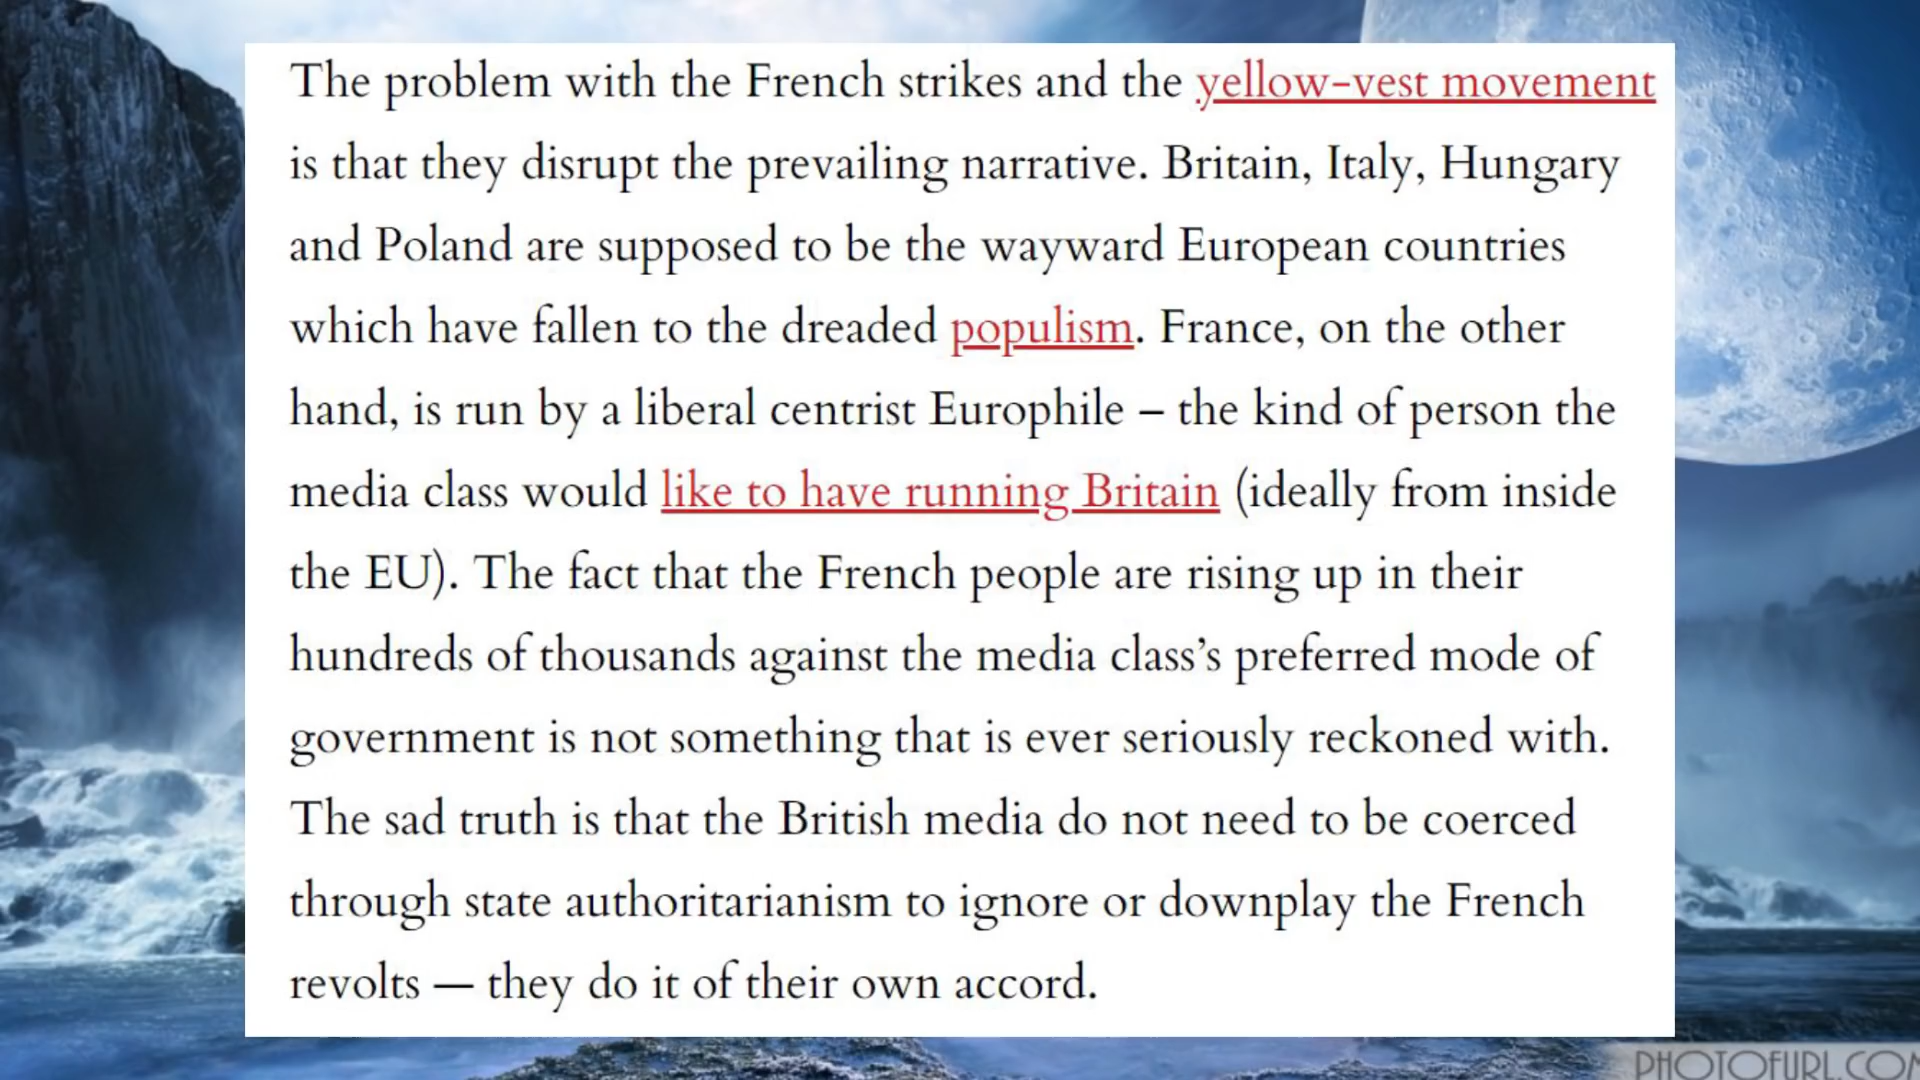 The problem with the French strikes and the yellow-vest movement
is that they disrupt the prevailing narrative. Britain, Italy, Hungary
and Poland are supposed to be the wayward European countries
which have fallen to the dreaded populism. France, on the other
hand, is run by a liberal centrist Europhile – the kind of person the
media class would like to have running Britain (ideally from inside
the EU). The fact that the French people are rising up in their
hundreds of thousands against the media class’s preferred mode of
government is not something that is ever seriously reckoned with.
The sad truth is that the British media do not need to be coerced
through state authoritarianism to ignore or downplay the French
revolts — they do it of their own accord.
PHOTOFURL.COM